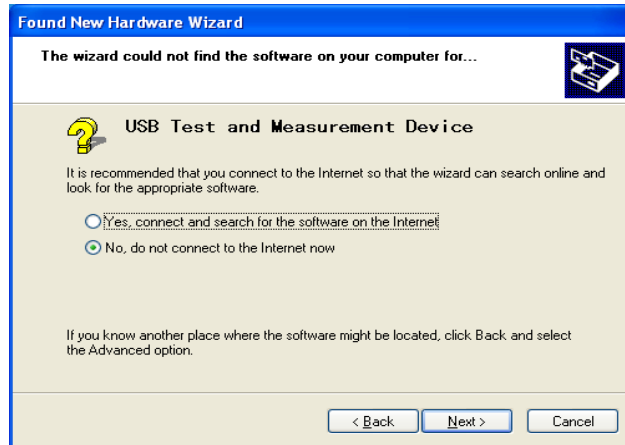 Found New Hardware Wizard
The wizard could not find the software on your computer for...
USB Test and Measurement Device
It is recommended that you connect to the Internet so that the wizard can search online and
look for the appropriate software.
Yes, connect and search for the software on the Internet
No, do not connect to the Internet now
If you know another place where the software might be located, click Back and select
the Advanced option.
< Back Next > Cancel